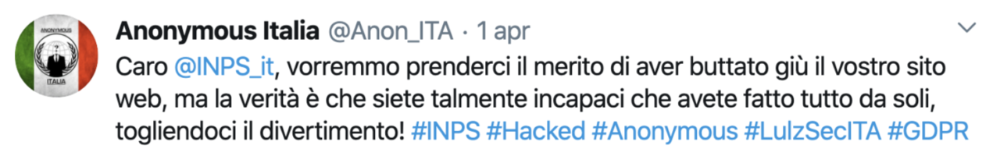 ANONYMOUS
?
ITALIA
Anonymous Italia @Anon_ITA · 1 apr
Caro @INPS_it, vorremmo prenderci il merito di aver buttato giù il vostro sito
web, ma la verità è che siete talmente incapaci che avete fatto tutto da soli,
togliendoci il divertimento! #INPS #Hacked #Anonymous #LulzSecITA #GDPR